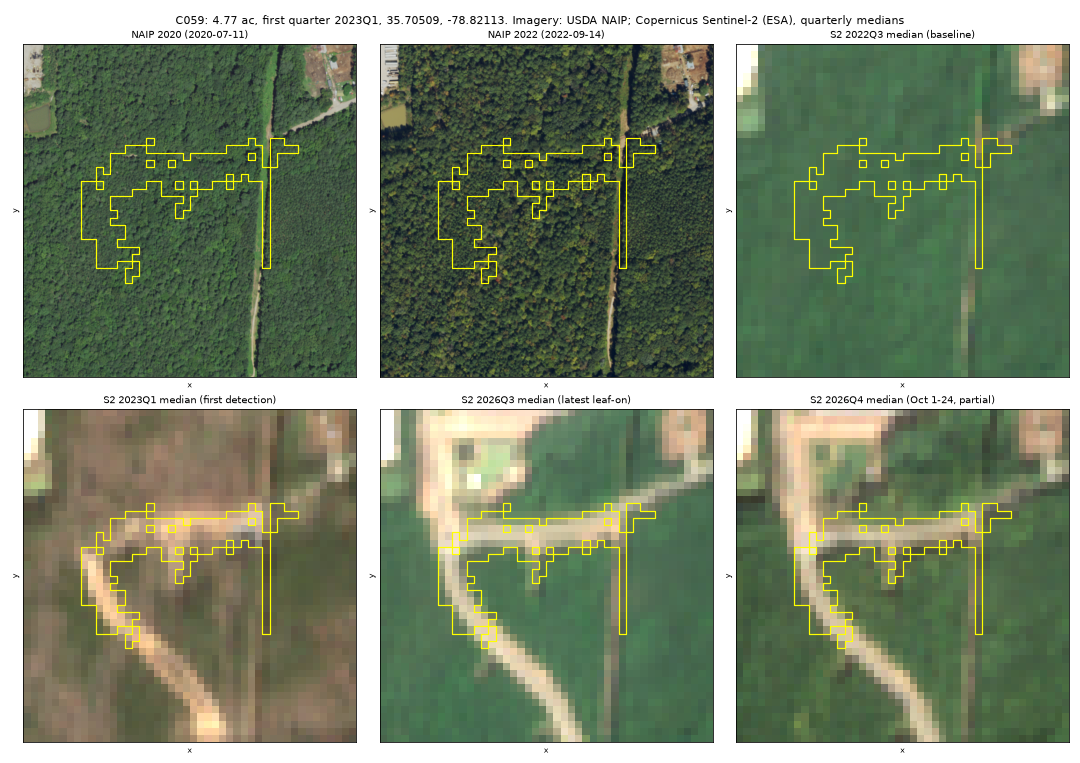 C059: 4.77 ac, first quarter 2023Q1, 35.70509, -78.82113. Imagery: USDA NAIP; Copernicus Sentinel-2 (ESA), quarterly medians
NAIP 2020 (2020-07-11)
NAIP 2022 (2022-09-14)
S2 2022Q3 median (baseline)
y
x
y
x
y
x
S2 2023Q1 median (first detection)
S2 2026Q3 median (latest leaf-on)
S2 2026Q4 median (Oct 1-24, partial)
y
x
y
x
y
x